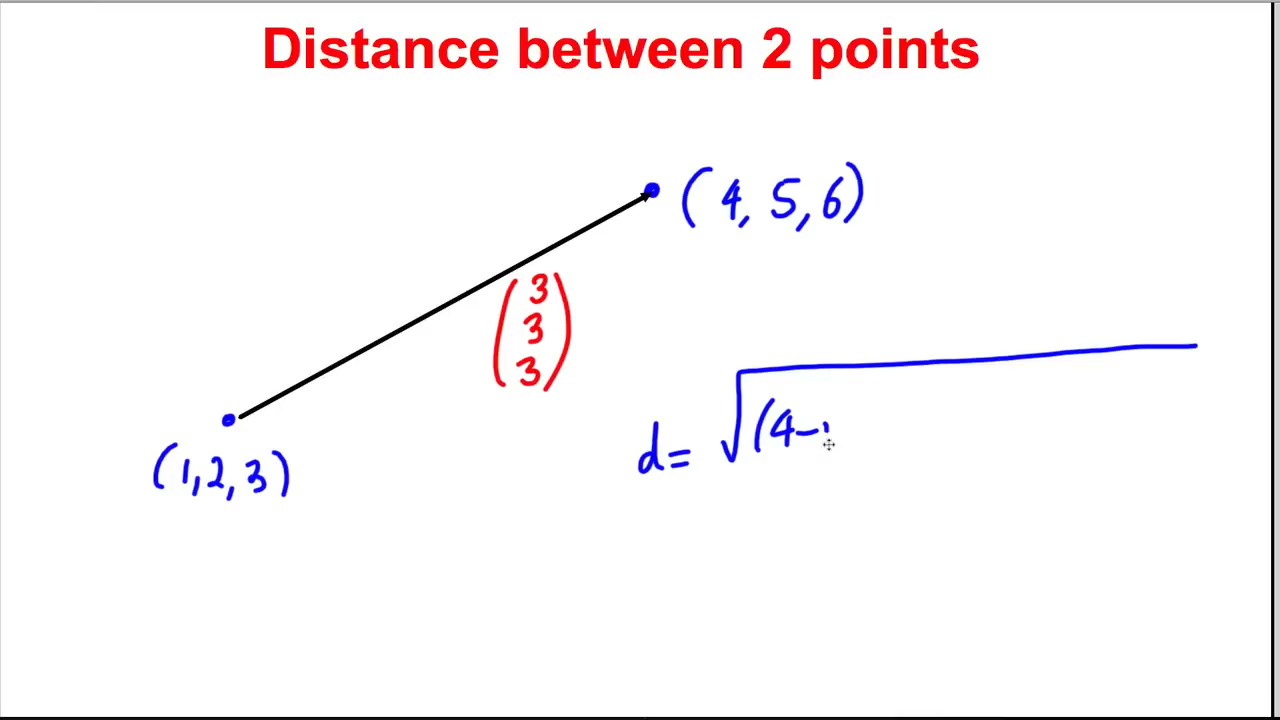 Distance between 2 points
(4, 5, 6)
(3
3
3)
d= √(4-
(1,2,3)